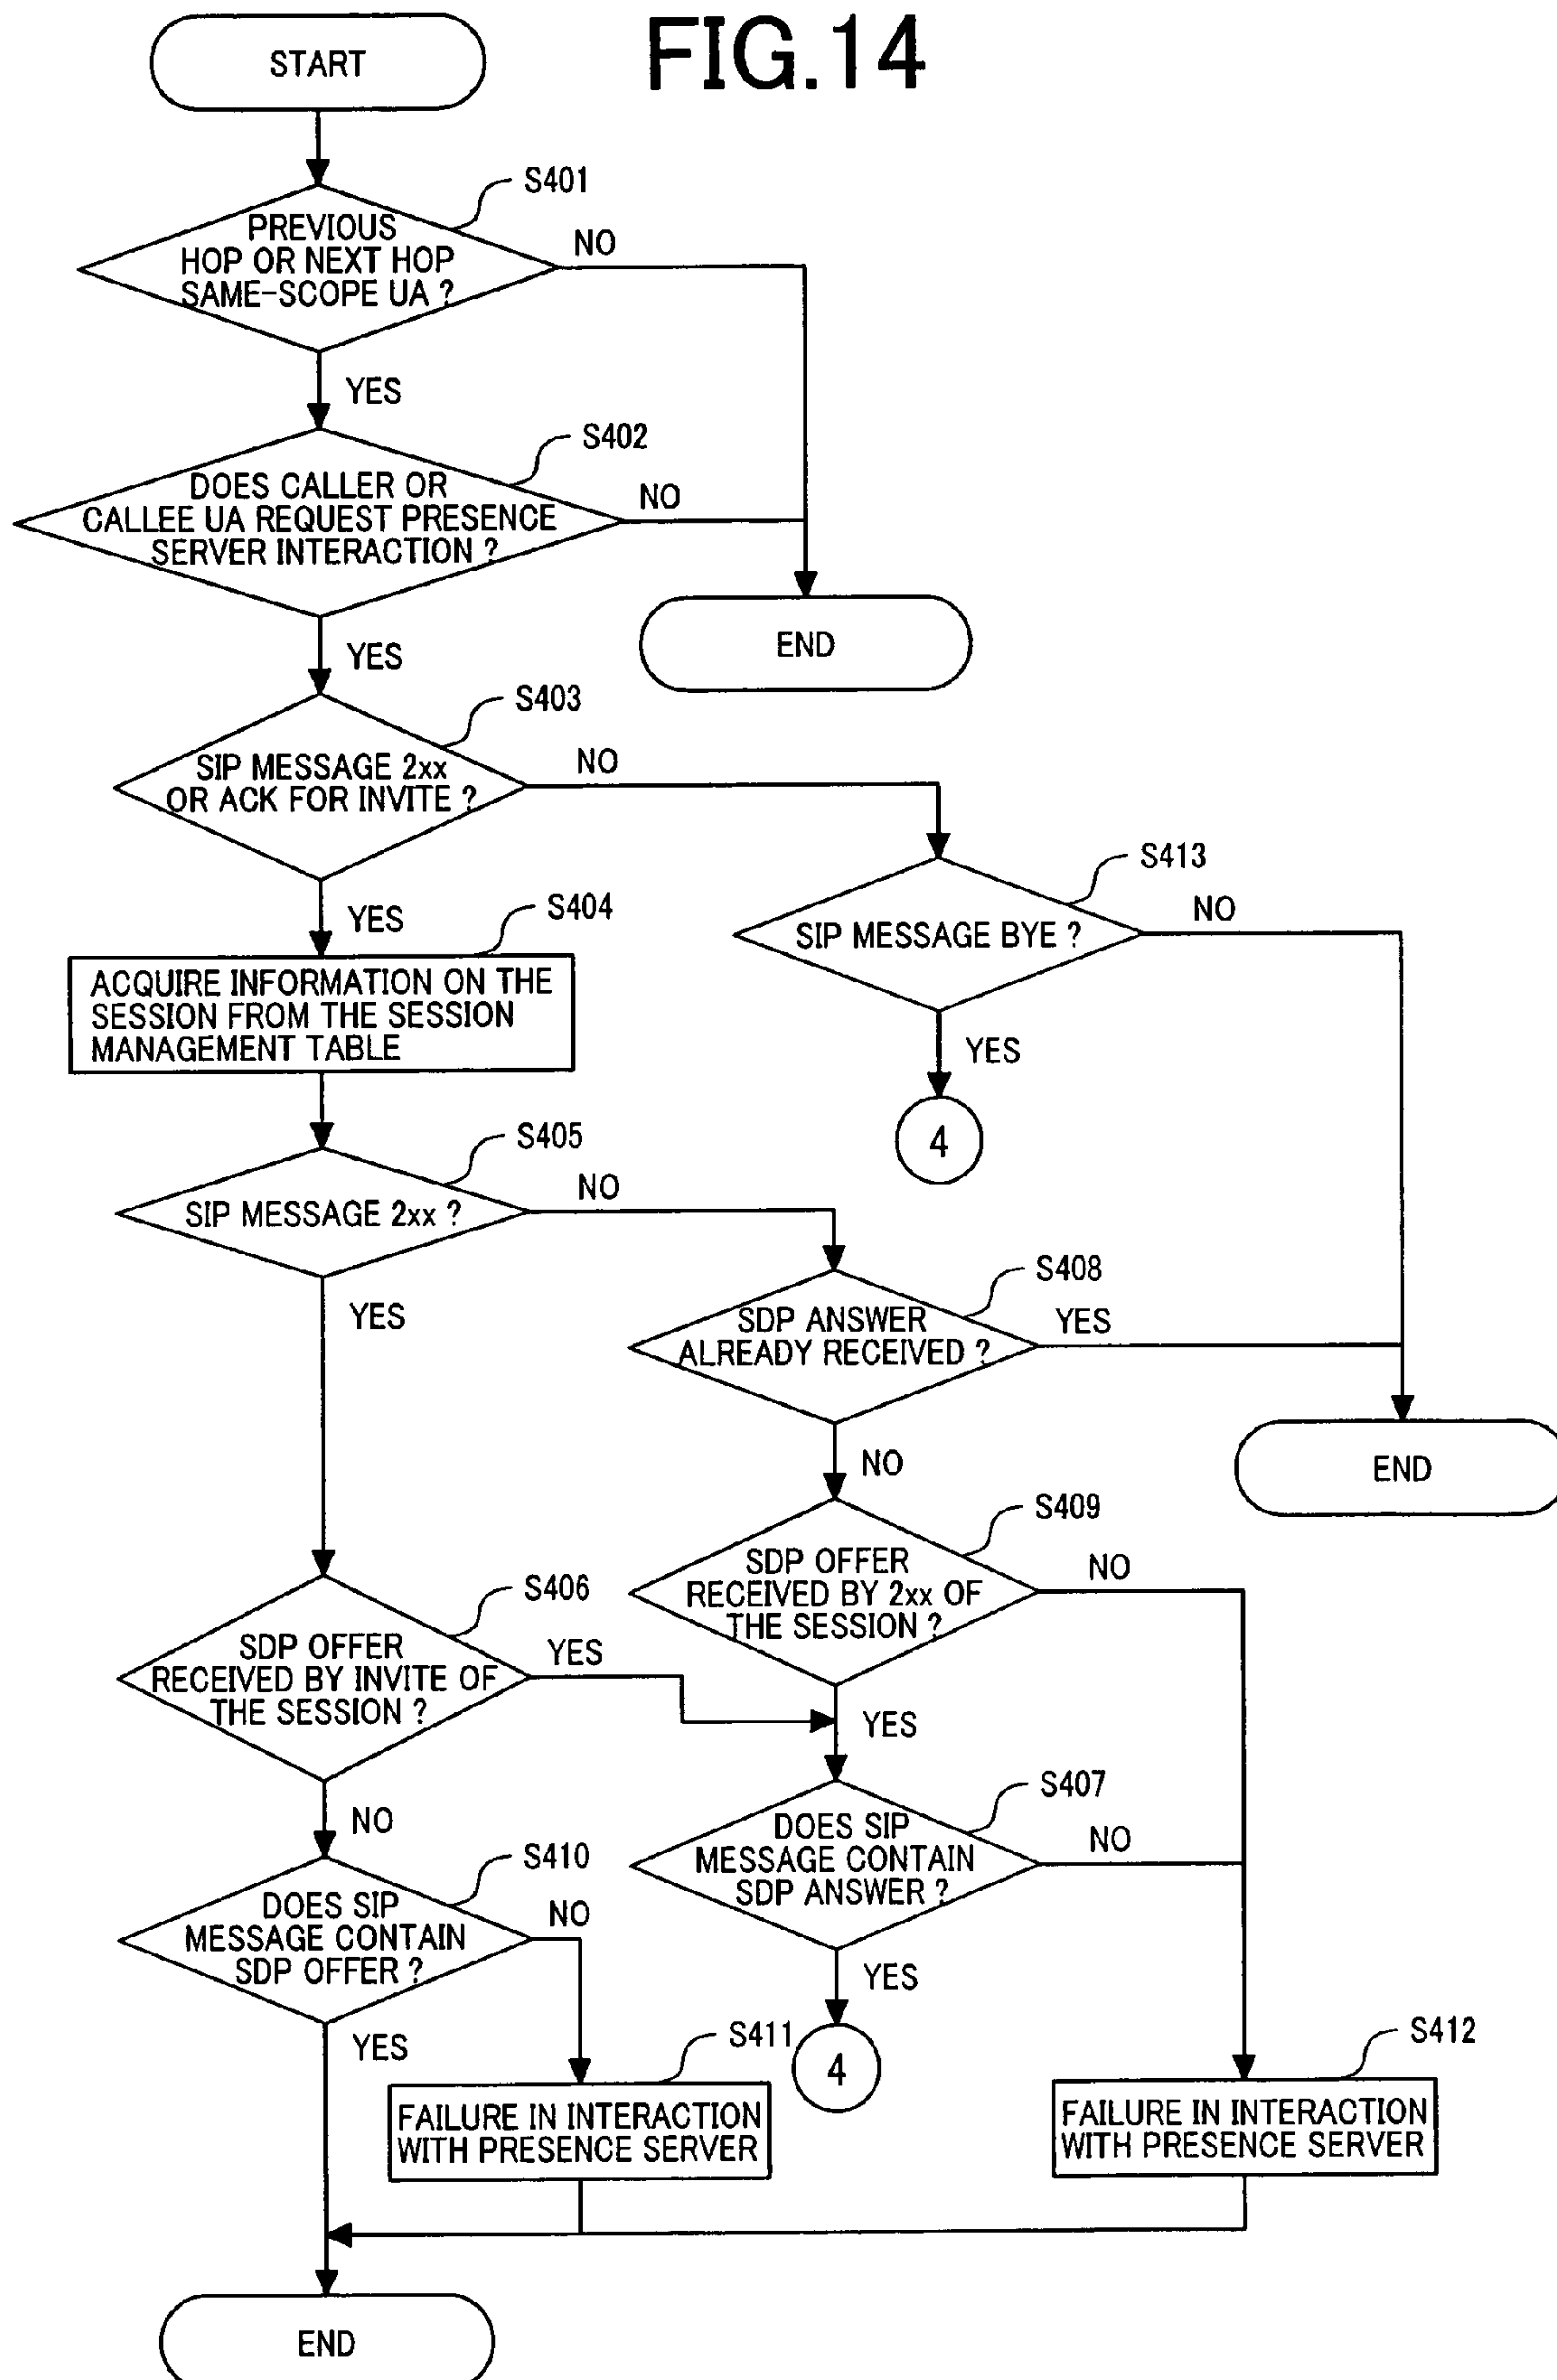 FIG.14
START
S401
PREVIOUS
HOP OR NEXT HOP
SAME-SCOPE UA ?
NO
YES
S402
DOES CALLER OR
CALLEE UA REQUEST PRESENCE
SERVER INTERACTION ?
NO
END
YES
S403
SIP MESSAGE 2xx
OR ACK FOR INVITE ?
NO
S413
SIP MESSAGE BYE ?
NO
YES
S404
ACQUIRE INFORMATION ON THE
SESSION FROM THE SESSION
MANAGEMENT TABLE
YES
4
S405
SIP MESSAGE 2xx ?
NO
YES
S408
SDP ANSWER
ALREADY RECEIVED ?
YES
NO
END
S409
SDP OFFER
RECEIVED BY 2xx OF
THE SESSION ?
NO
S406
SDP OFFER
RECEIVED BY INVITE OF
THE SESSION ?
YES
YES
NO
S407
DOES SIP
MESSAGE CONTAIN
SDP ANSWER ?
NO
S410
DOES SIP
MESSAGE CONTAIN
SDP OFFER ?
NO
YES
YES
4
S411
FAILURE IN INTERACTION
WITH PRESENCE SERVER
S412
FAILURE IN INTERACTION
WITH PRESENCE SERVER
END